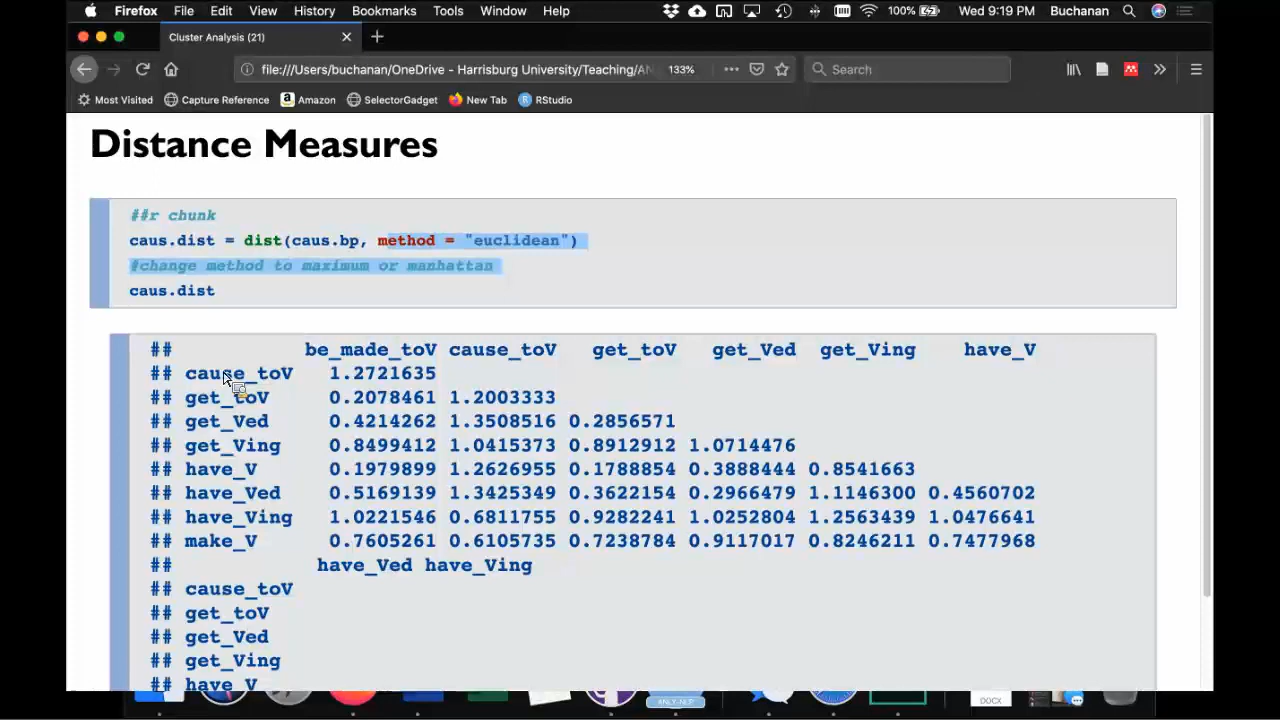 Firefox File Edit View History Bookmarks Tools Window Help 100% Wed 9:19 PM Buchanan
Cluster Analysis (21)
file:///Users/buchanan/OneDrive - Harrisburg University/Teaching/AN 133% Search
Most Visited Capture Reference Amazon SelectorGadget New Tab RStudio
Distance Measures
##r chunk
caus.dist = dist(caus.bp, method = "euclidean")
#change method to maximum or manhattan
caus.dist
## be_made_toV cause_toV get_toV get_Ved get_Ving have_V
## cause_toV 1.2721635
## get_toV 0.2078461 1.2003333
## get_Ved 0.4214262 1.3508516 0.2856571
## get_Ving 0.8499412 1.0415373 0.8912912 1.0714476
## have_V 0.1979899 1.2626955 0.1788854 0.3888444 0.8541663
## have_Ved 0.5169139 1.3425349 0.3622154 0.2966479 1.1146300 0.4560702
## have_Ving 1.0221546 0.6811755 0.9282241 1.0252804 1.2563439 1.0476641
## make_V 0.7605261 0.6105735 0.7238784 0.9117017 0.8246211 0.7477968
## have_Ved have_Ving
## cause_toV
## get_toV
## get_Ved
## get_Ving
## have_V
ANLY-NLP
DOCX